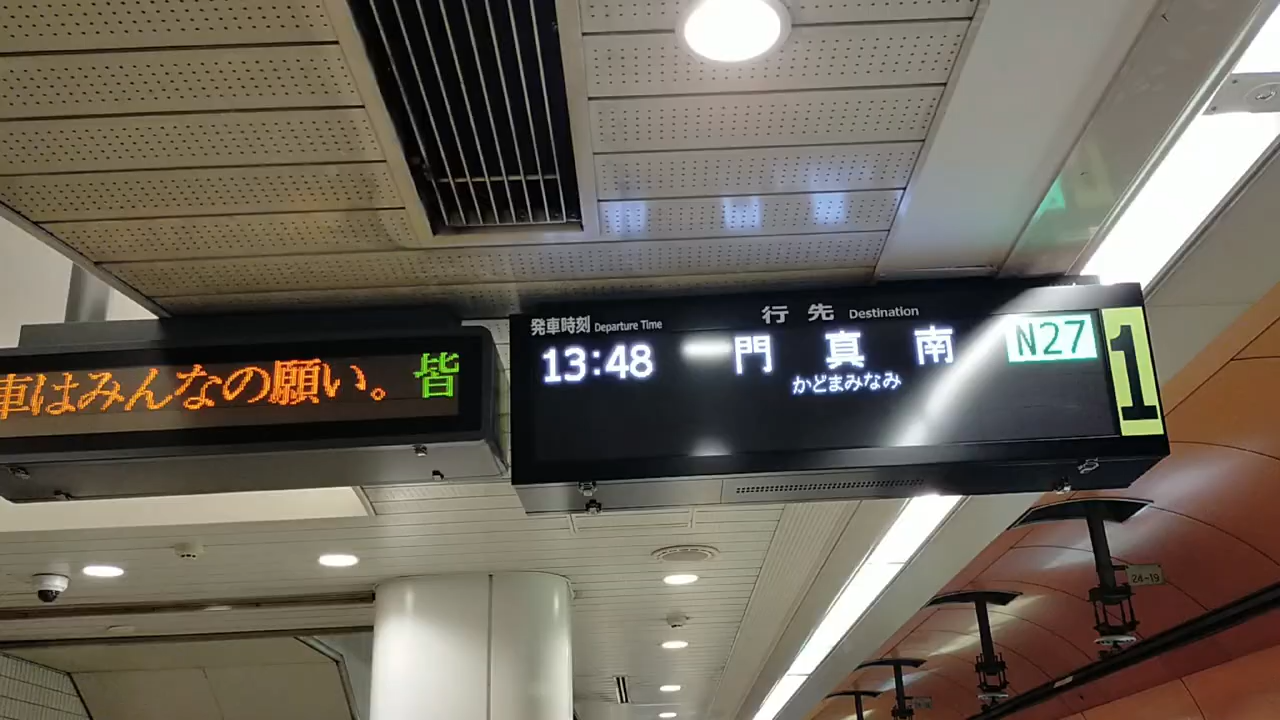 車はみんなの願い。 皆
発車時刻 Departure Time
行先 Destination
13:48
門真南
かどまみなみ
N27
1
24-19